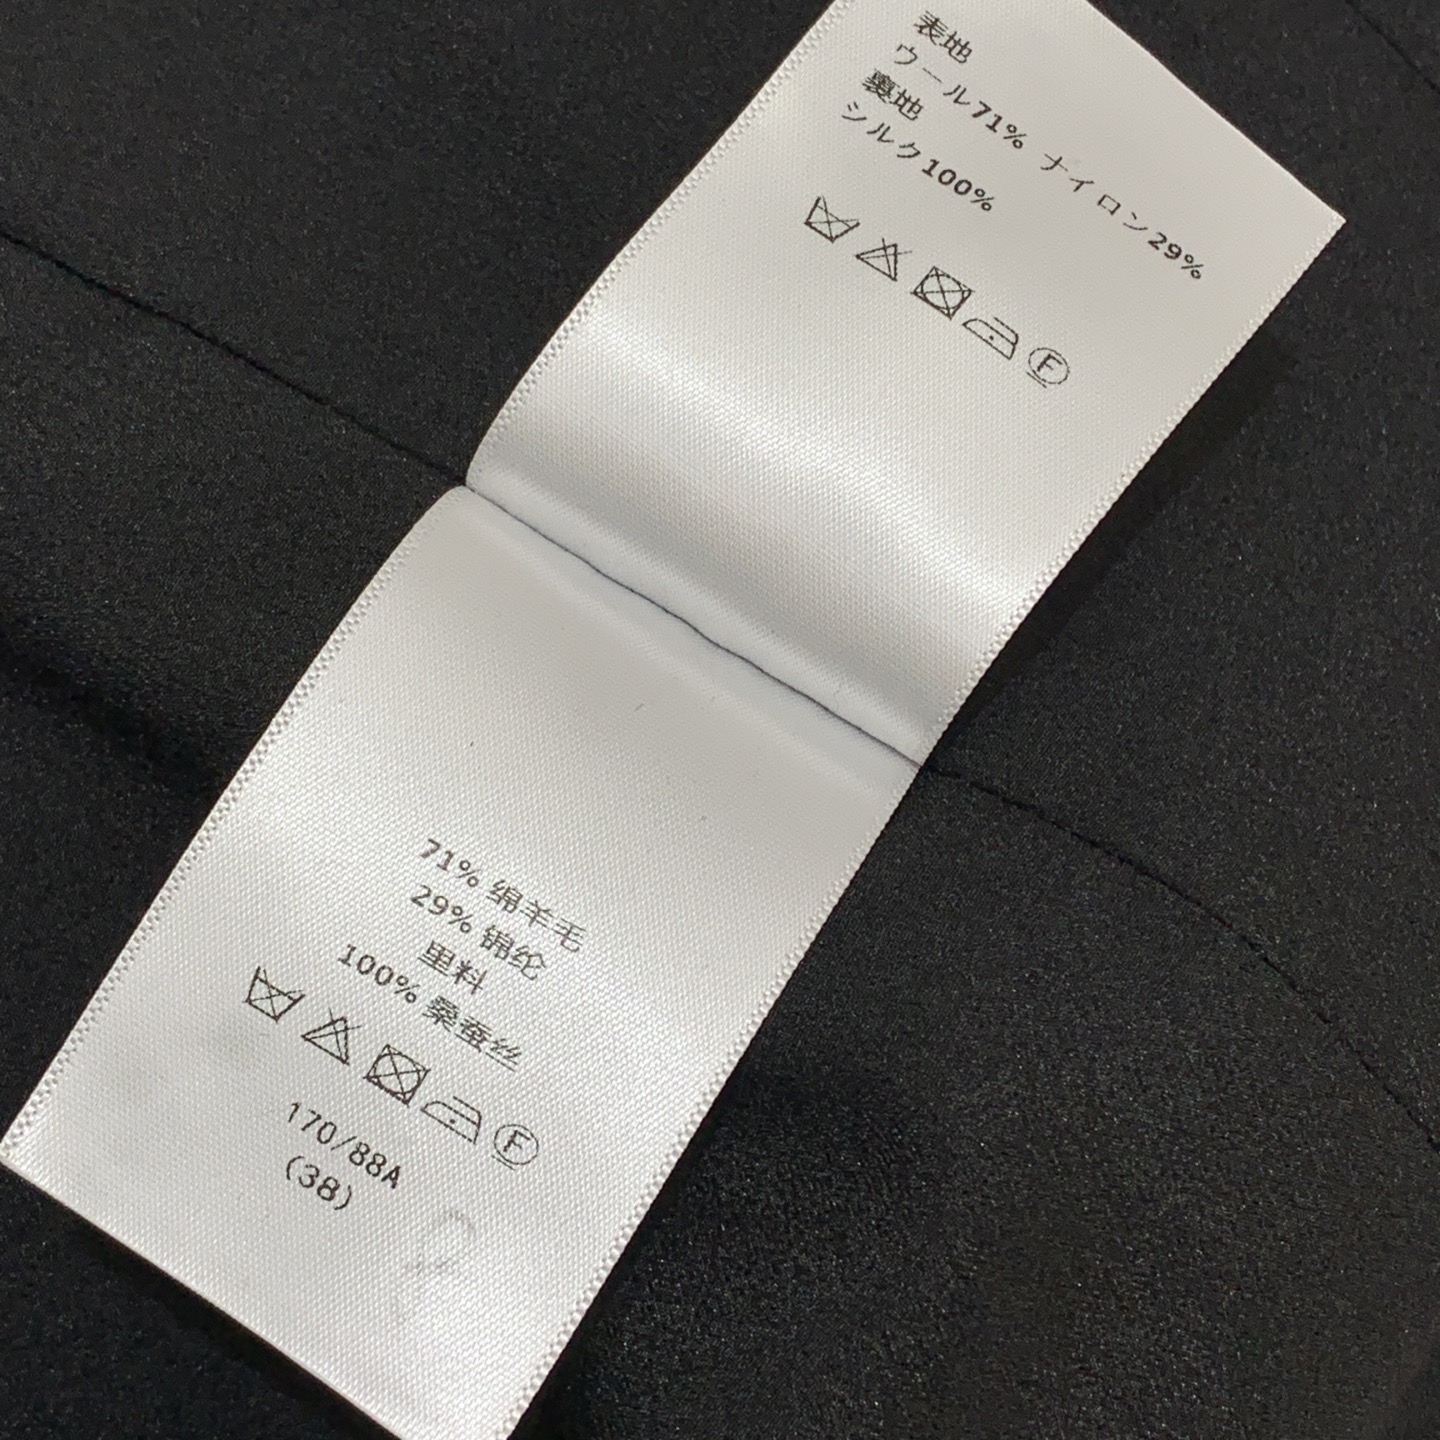 表地
ウール71% ナイロン29%
裏地
シルク100%
F
71% 绵羊毛
29% 锦纶
里料
100% 桑蚕丝
F
170/88A
(38)